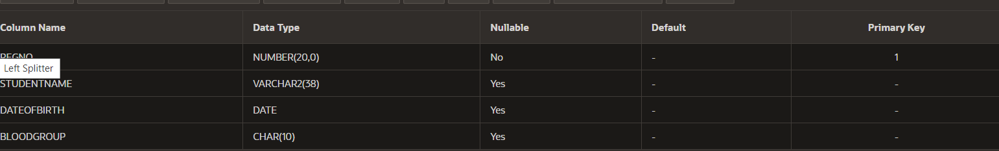 Column Name Data Type Nullable Default Primary Key
REGNO NUMBER(20,0) No - 1
Left Splitter
STUDENTNAME VARCHAR2(38) Yes - -
DATEOFBIRTH DATE Yes - -
BLOODGROUP CHAR(10) Yes - -